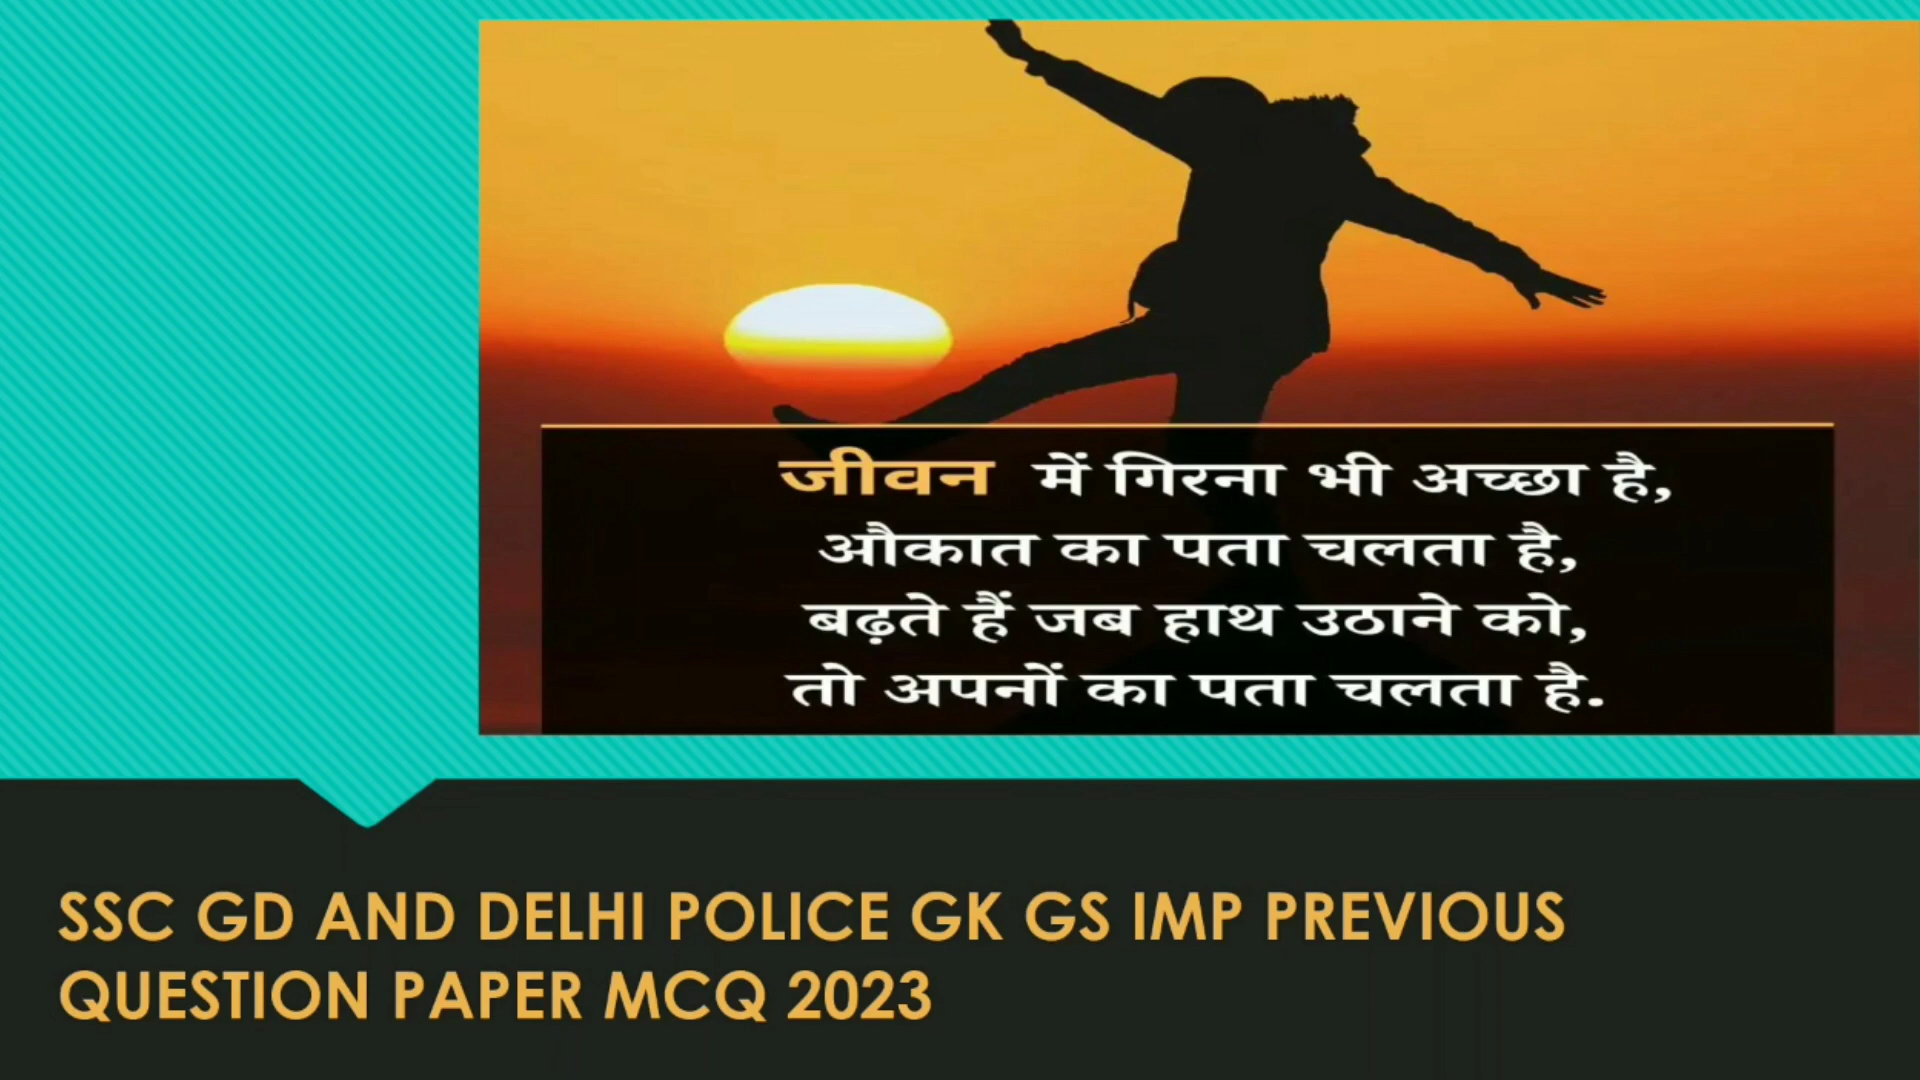 जीवन में गिरना भी अच्छा है,
औकात का पता चलता है,
बढ़ते हैं जब हाथ उठाने को,
तो अपनों का पता चलता है.
SSC GD AND DELHI POLICE GK GS IMP PREVIOUS
QUESTION PAPER MCQ 2023